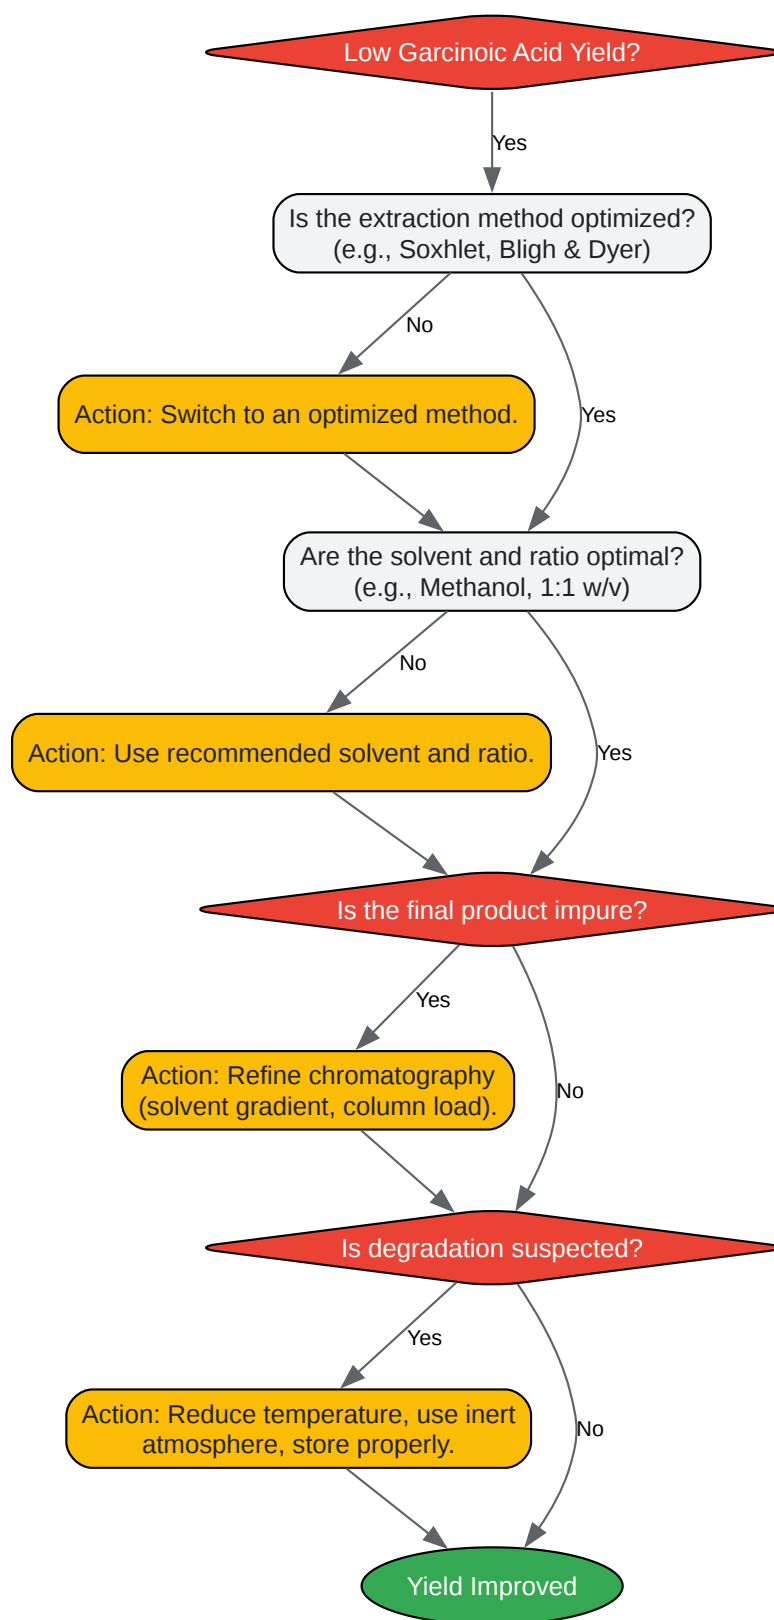 Low Garcinoic Acid Yield?
Yes
Is the extraction method optimized?
(e.g., Soxhlet, Bligh & Dyer)
No
Action: Switch to an optimized method.
Yes
Are the solvent and ratio optimal?
(e.g., Methanol, 1:1 w/v)
No
Action: Use recommended solvent and ratio.
Yes
Is the final product impure?
Yes
Action: Refine chromatography
(solvent gradient, column load).
No
Is degradation suspected?
Yes
Action: Reduce temperature, use inert
atmosphere, store properly.
No
Yield Improved